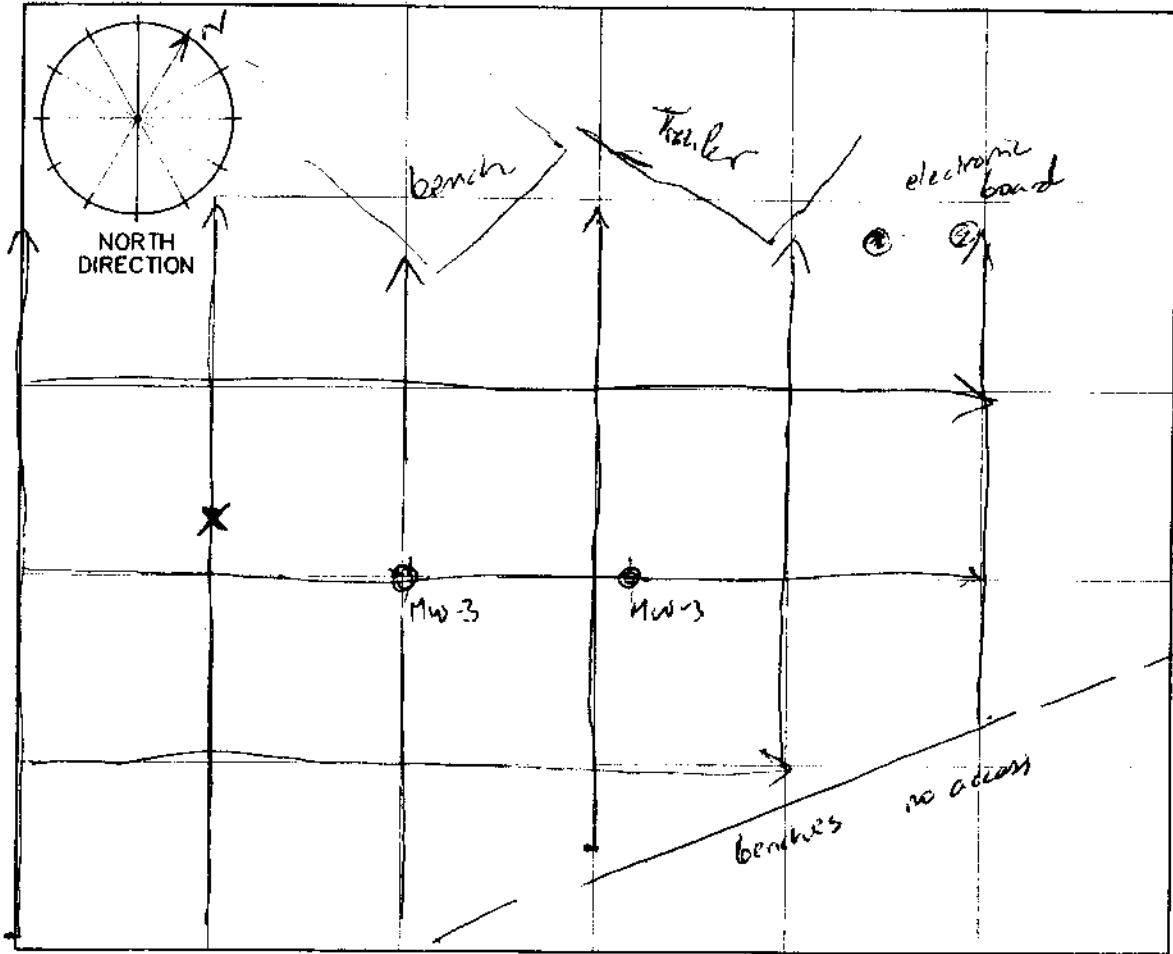 N
Trailer
bench
electronic
board
NORTH
DIRECTION
MW-3
MW-3
no access
benches